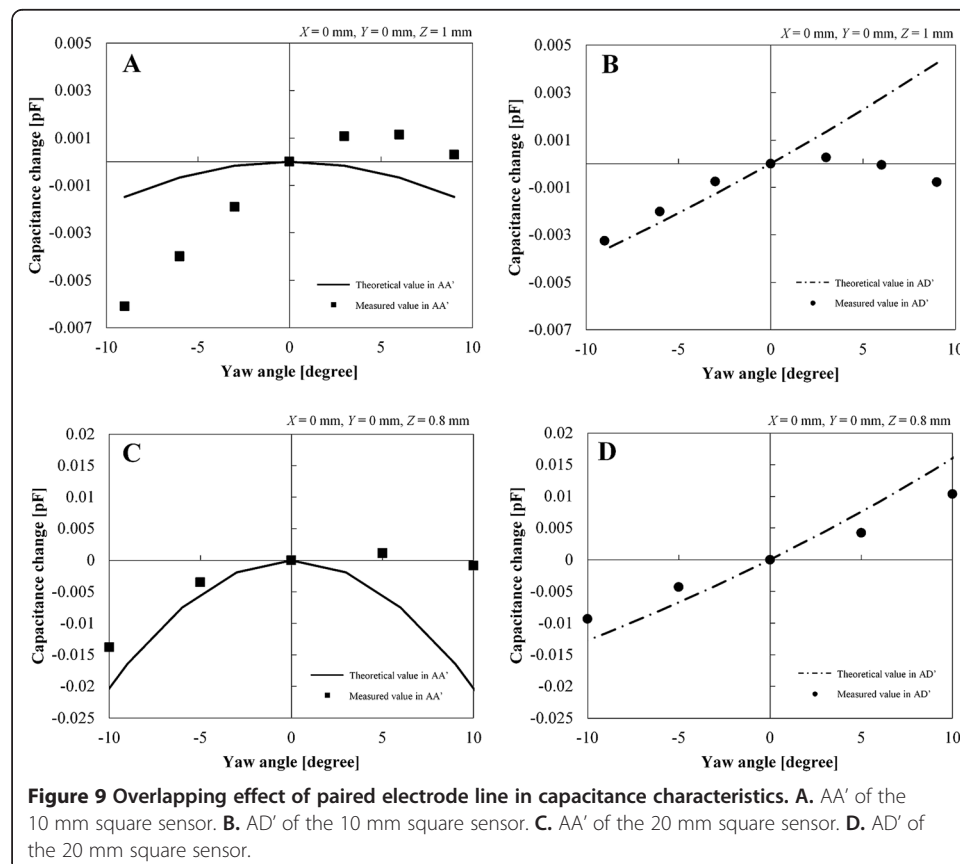 X = 0 mm, Y = 0 mm, Z = 1 mm
A
Capacitance change [pF]
0.005
0.003
0.001
-0.001
-0.003
-0.005
-0.007
Theoretical value in AA'
Measured value in AA'
-10
-5
0
5
10
Yaw angle [degree]
X = 0 mm, Y = 0 mm, Z = 1 mm
B
Capacitance change [pF]
0.005
0.003
0.001
-0.001
-0.003
-0.005
-0.007
Theoretical value in AD'
Measured value in AD'
-10
-5
0
5
10
Yaw angle [degree]
X = 0 mm, Y = 0 mm, Z = 0.8 mm
C
Capacitance change [pF]
0.02
0.015
0.01
0.005
0
-0.005
-0.01
-0.015
-0.02
-0.025
Theoretical value in AA'
Measured value in AA'
-10
-5
0
5
10
Yaw angle [degree]
X = 0 mm, Y = 0 mm, Z = 0.8 mm
D
Capacitance change [pF]
0.02
0.015
0.01
0.005
0
-0.005
-0.01
-0.015
-0.02
-0.025
Theoretical value in AD'
Measured value in AD'
-10
-5
0
5
10
Yaw angle [degree]
Figure 9 Overlapping effect of paired electrode line in capacitance characteristics. A. AA' of the
10 mm square sensor. B. AD' of the 10 mm square sensor. C. AA' of the 20 mm square sensor. D. AD' of
the 20 mm square sensor.